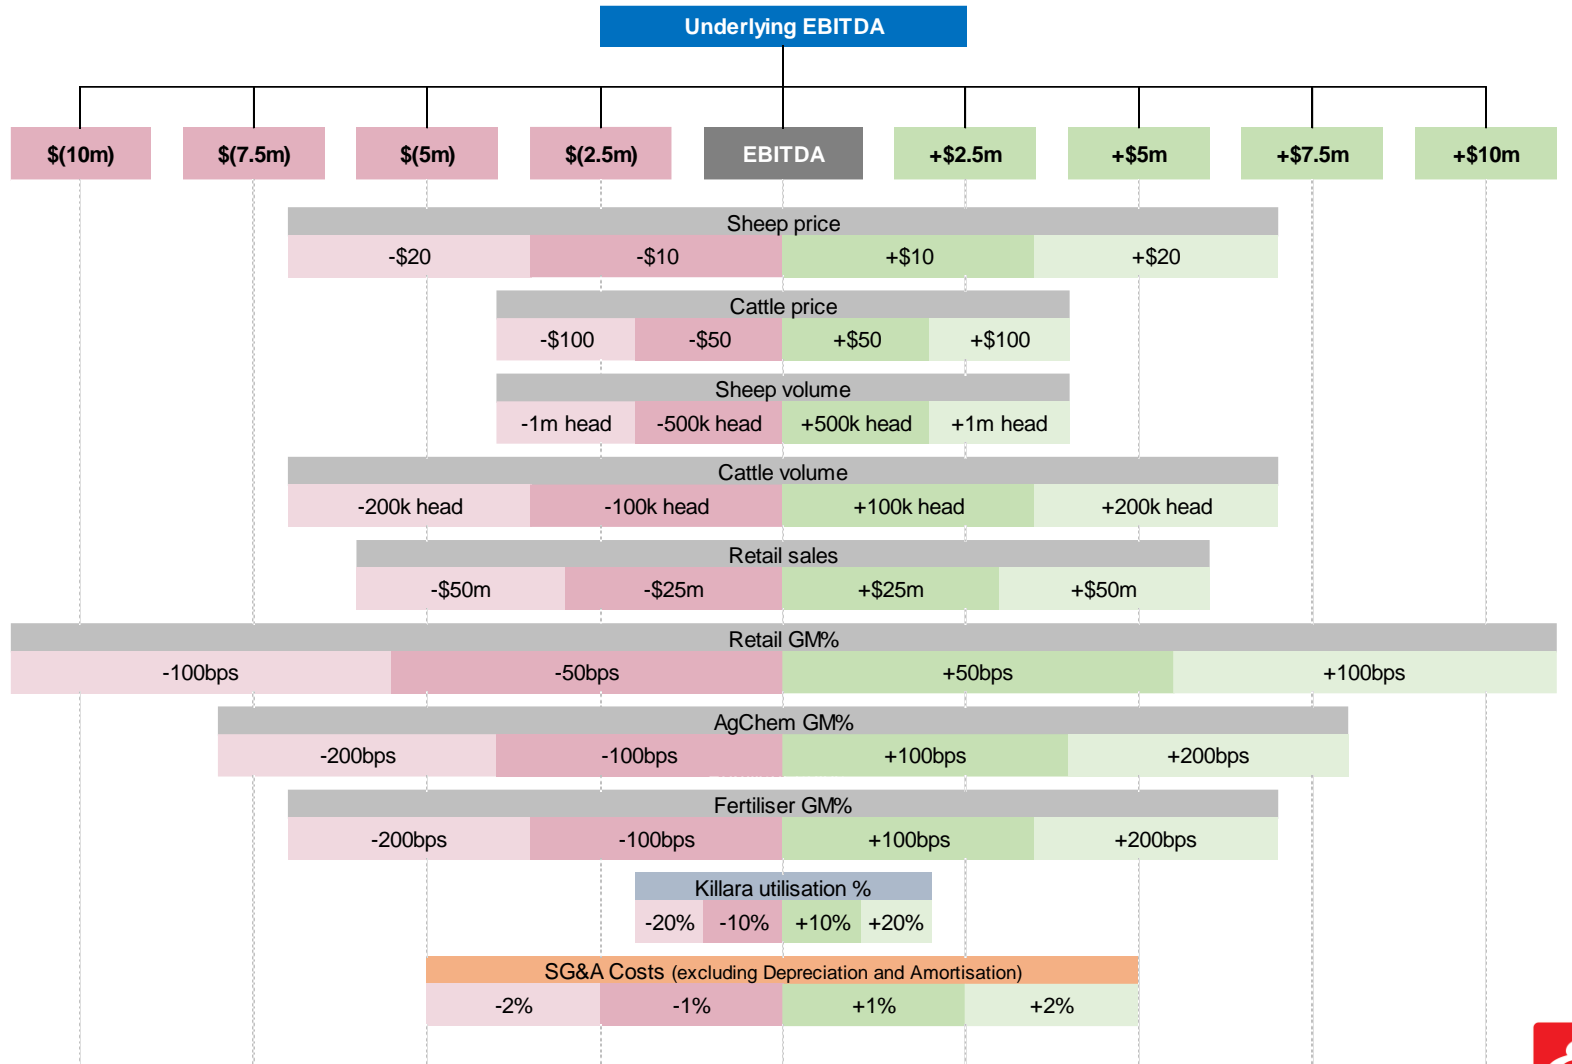 Underlying EBITDA
$(10m) $(7.5m) $(5m) $(2.5m) EBITDA +$2.5m +$5m +$7.5m +$10m
Sheep price
-$20 -$10 +$10 +$20
Cattle price
-$100 -$50 +$50 +$100
Sheep volume
-1m head -500k head +500k head +1m head
Cattle volume
-200k head -100k head +100k head +200k head
Retail sales
-$50m -$25m +$25m +$50m
Retail GM%
-100bps -50bps +50bps +100bps
AgChem GM%
-200bps -100bps +100bps +200bps
Fertiliser GM%
-200bps -100bps +100bps +200bps
Killara utilisation %
-20% -10% +10% +20%
SG&A Costs (excluding Depreciation and Amortisation)
-2% -1% +1% +2%